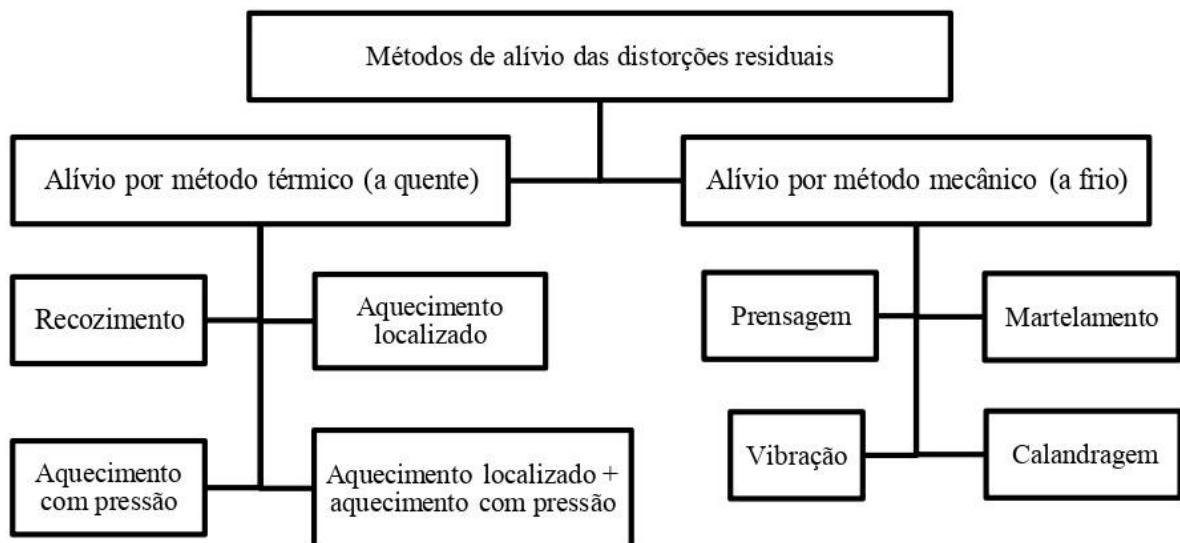 Métodos de alívio das distorções residuais
Alívio por método térmico (a quente)
Alívio por método mecânico (a frio)
Recozimento
Aquecimento
localizado
Prensagem
Martelamento
Aquecimento
com pressão
Aquecimento localizado +
aquecimento com pressão
Vibração
Calandragem